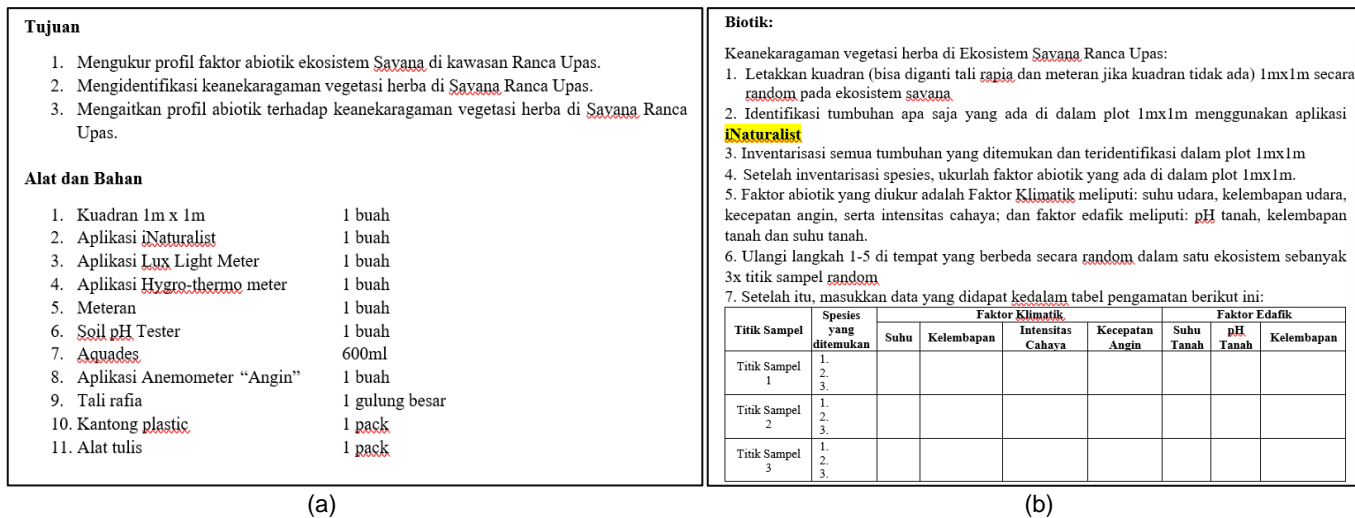 Tujuan
1. Mengukur profil faktor abiotik ekosistem Savana di kawasan Ranca Upas.
2. Mengidentifikasi keanekaragaman vegetasi herba di Savana Ranca Upas.
3. Mengaitkan profil abiotik terhadap keanekaragaman vegetasi herba di Savana Ranca
Upas.
Alat dan Bahan
1. Kuadran 1m x 1m 1 buah
2. Aplikasi iNaturalist 1 buah
3. Aplikasi Lux Light Meter 1 buah
4. Aplikasi Hygro-thermo meter 1 buah
5. Meteran 1 buah
6. Soil pH Tester 1 buah
7. Aquades 600ml
8. Aplikasi Anemometer “Angin” 1 buah
9. Tali rafia 1 gulung besar
10. Kantong plastic 1 pack
11. Alat tulis 1 pack
(a)
Biotik:
Keanekaragaman vegetasi herba di Ekosistem Savana Ranca Upas:
1. Letakkan kuadran (bisa diganti tali rapia dan meteran jika kuadran tidak ada) 1mx1m secara
random pada ekosistem savana
2. Identifikasi tumbuhan apa saja yang ada di dalam plot 1mx1m menggunakan aplikasi
iNaturalist
3. Inventarisasi semua tumbuhan yang ditemukan dan teridentifikasi dalam plot 1mx1m
4. Setelah inventarisasi spesies, ukurlah faktor abiotik yang ada di dalam plot 1mx1m.
5. Faktor abiotik yang diukur adalah Faktor Klimatik meliputi: suhu udara, kelembapan udara,
kecepatan angin, serta intensitas cahaya; dan faktor edafik meliputi: pH tanah, kelembapan
tanah dan suhu tanah.
6. Ulangi langkah 1-5 di tempat yang berbeda secara random dalam satu ekosistem sebanyak
3x titik sampel random
7. Setelah itu, masukkan data yang didapat kedalam tabel pengamatan berikut ini:
Titik Sampel
Spesies
yang
ditemukan
Faktor Klimatik
Faktor Edafik
Suhu
Kelembapan
Intensitas
Cahaya
Kecepatan
Angin
Suhu
Tanah
pH
Tanah
Kelembapan
Titik Sampel
1
1.
2.
3.
Titik Sampel
2
1.
2.
3.
Titik Sampel
3
1.
2.
3.
(b)